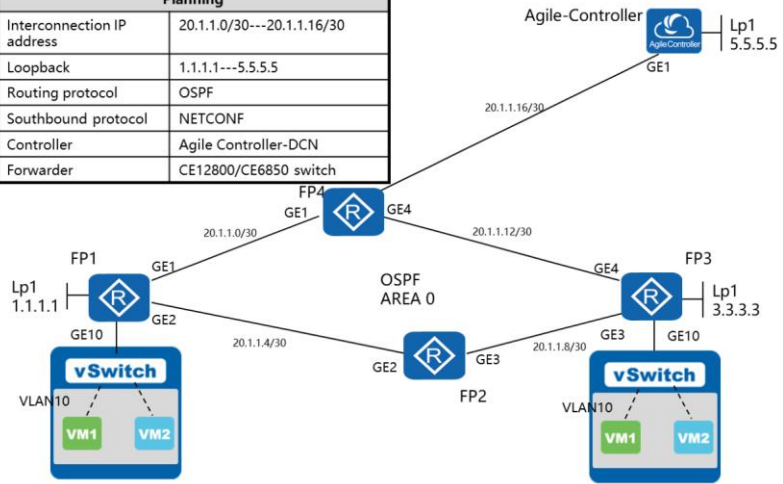 Planning
Interconnection IP
address
20.1.1.0/30---20.1.1.16/30
Loopback
1.1.1.1---5.5.5.5
Routing protocol
OSPF
Southbound protocol
NETCONF
Controller
Agile Controller-DCN
Forwarder
CE12800/CE6850 switch
Agile-Controller
Agile Controller
Lp1
5.5.5.5
GE1
20.1.1.16/30
FP4
GE1
R
GE4
20.1.1.0/30
20.1.1.12/30
FP1
GE1
GE4
FP3
Lp1
1.1.1.1
R
OSPF
AREA 0
R
Lp1
3.3.3.3
GE2
GE10
20.1.1.4/30
GE2
R
GE3
20.1.1.8/30
GE3
GE10
FP2
vSwitch
VLAN10
VM1
VM2
vSwitch
VLAN10
VM1
VM2